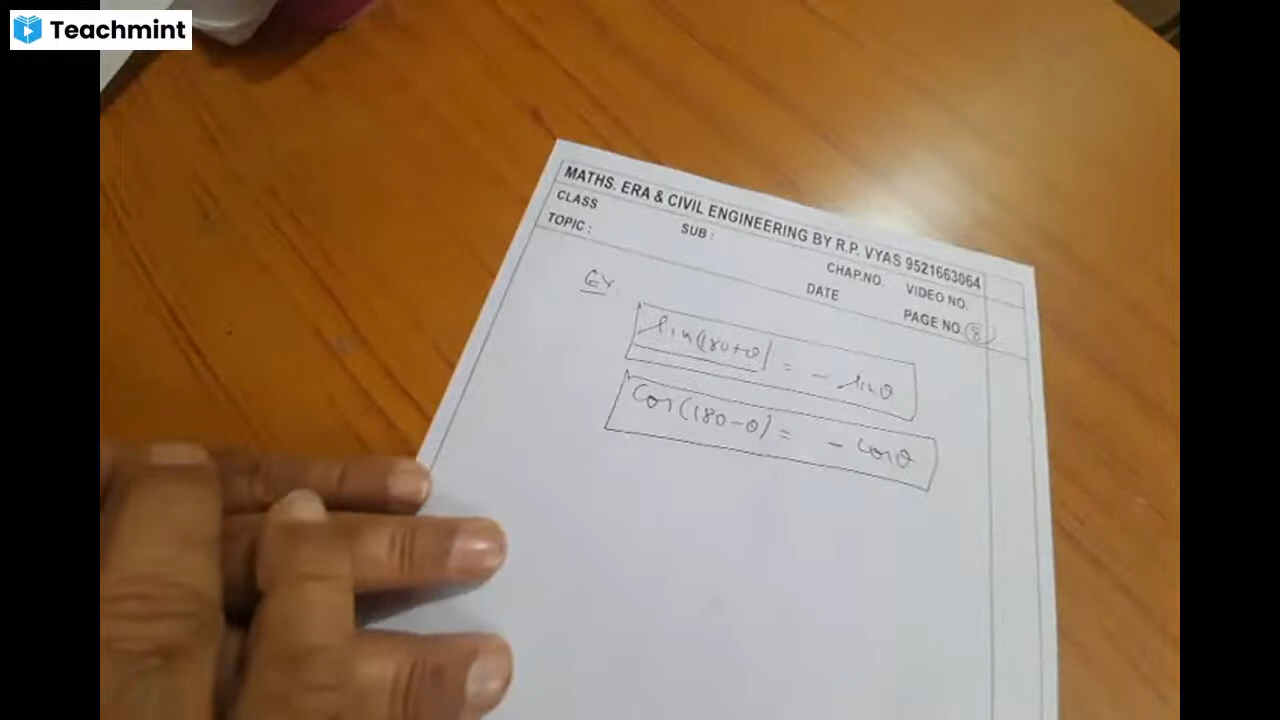 Teachmint
MATHS. ERA & CIVIL ENGINEERING BY R.P. VYAS 9521663064
CLASS SUB : CHAP.NO. VIDEO NO.
TOPIC : DATE PAGE NO. 8
Ex.
sin(180+θ) = - sinθ
cos(180-θ) = - cosθ